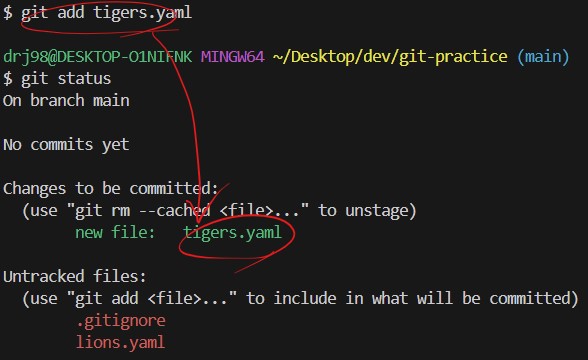 $ git add tigers.yaml
drj98@DESKTOP-O1NIFNK MINGW64 ~/Desktop/dev/git-practice (main)
$ git status
On branch main
No commits yet
Changes to be committed:
(use "git rm --cached <file>..." to unstage)
new file: tigers.yaml
Untracked files:
(use "git add <file>..." to include in what will be committed)
.gitignore
lions.yaml